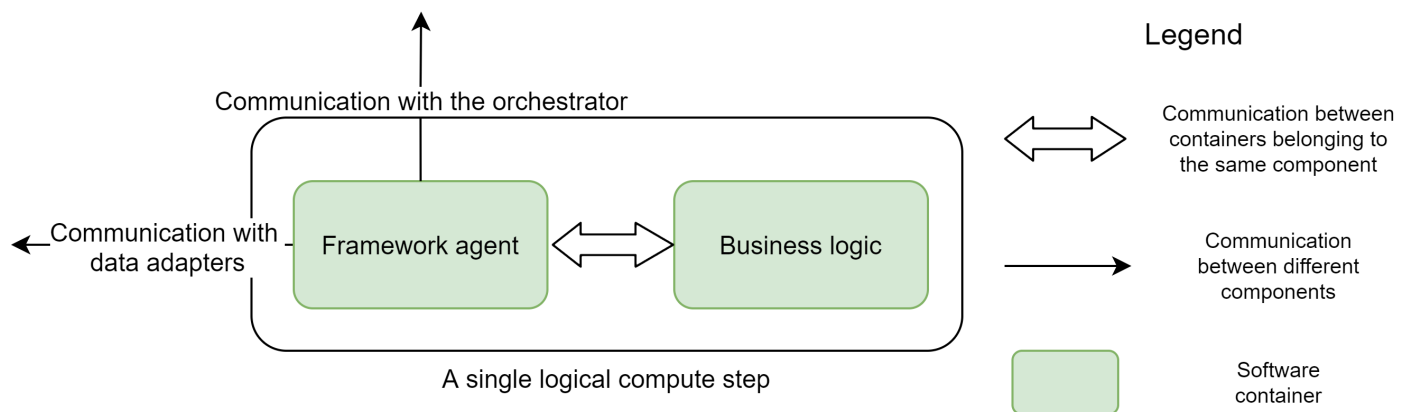 Communication with the orchestrator
Communication with
data adapters
Framework agent
Business logic
A single logical compute step
Legend
Communication between
containers belonging to
the same component
Communication
between different
components
Software
container